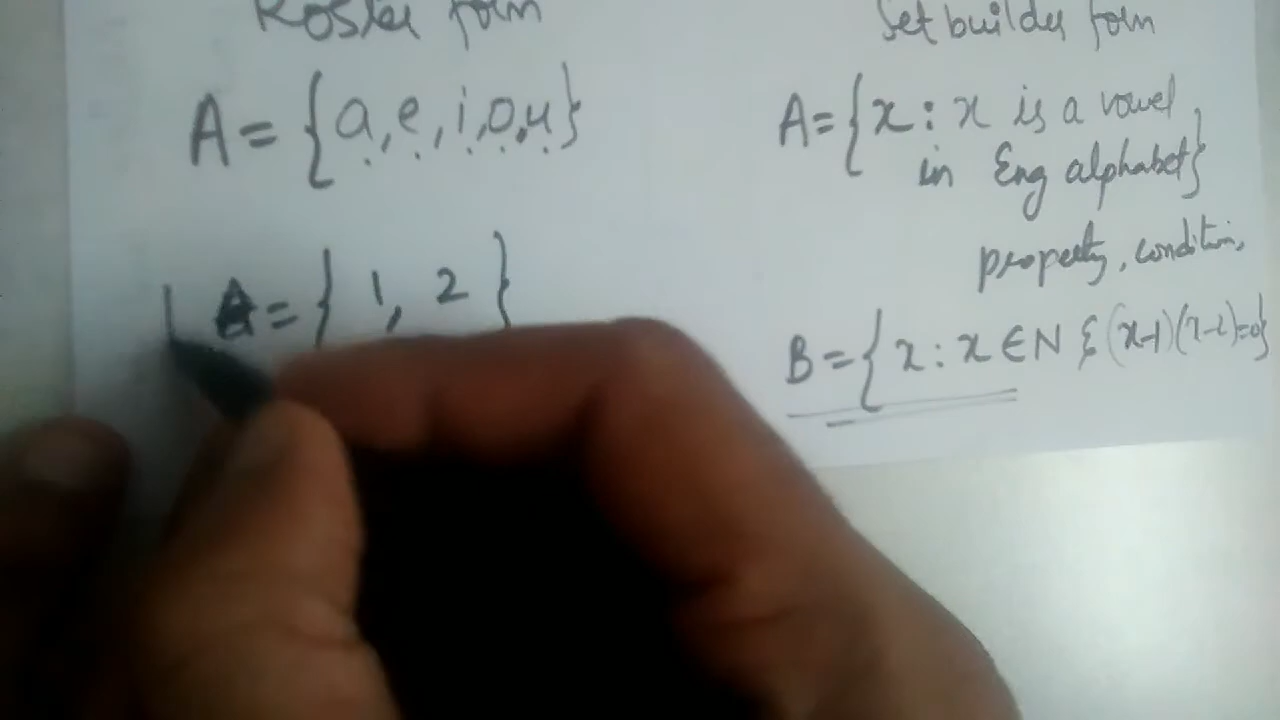 Roster form
A = {a, e, i, o, u}
= { 1, 2 }
Set builder form
A = {x : x is a vowel
in Eng alphabet}
property, condition,
B = {x : x ∈ N & (x-1)(x-2)=0}